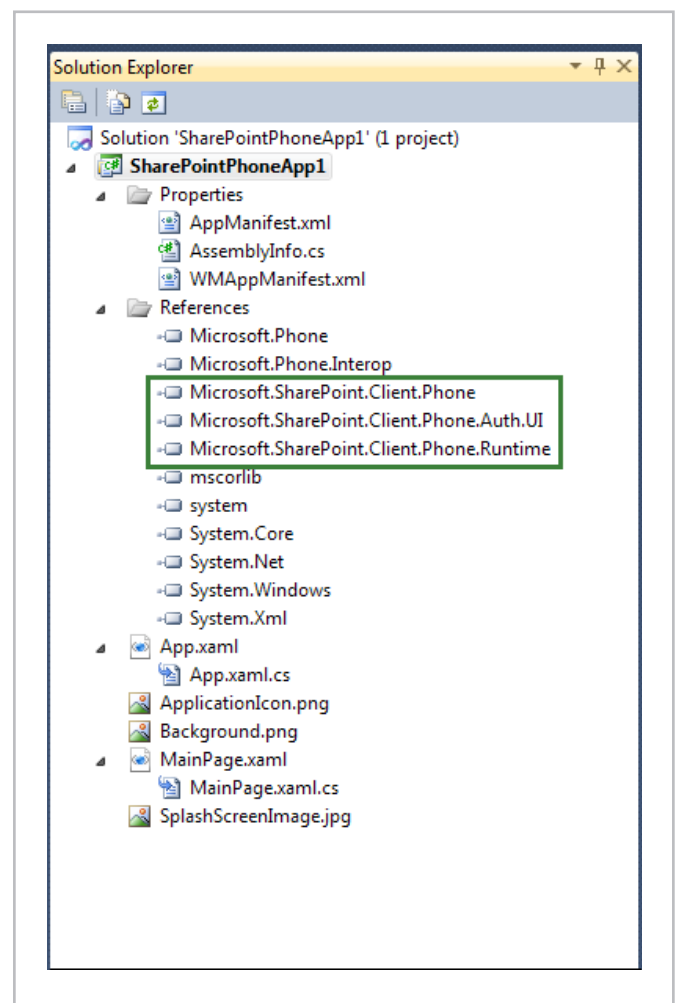 Solution Explorer
Solution 'SharePointPhoneApp1' (1 project)
SharePointPhoneApp1
Properties
AppManifest.xml
AssemblyInfo.cs
WMAppManifest.xml
References
Microsoft.Phone
Microsoft.Phone.Interop
Microsoft.SharePoint.Client.Phone
Microsoft.SharePoint.Client.Phone.Auth.UI
Microsoft.SharePoint.Client.Phone.Runtime
mscorlib
system
System.Core
System.Net
System.Windows
System.Xml
App.xaml
App.xaml.cs
ApplicationIcon.png
Background.png
MainPage.xaml
MainPage.xaml.cs
SplashScreenImage.jpg